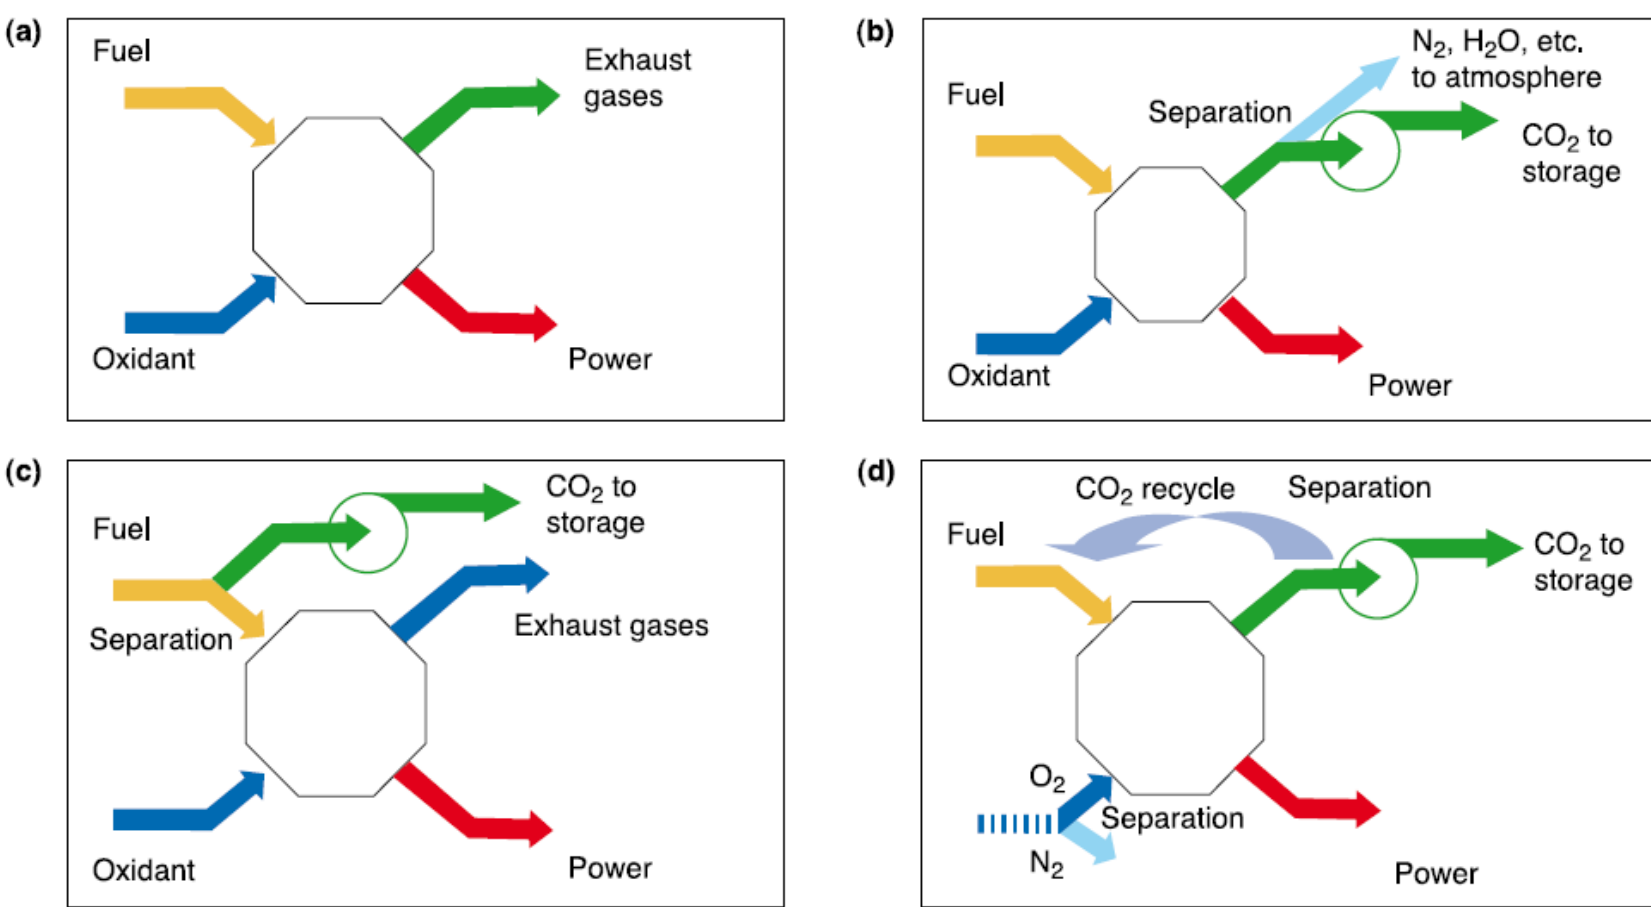 (a)
Fuel
Exhaust
gases
Oxidant
Power
(b)
N₂, H₂O, etc.
to atmosphere
Fuel
Separation
CO₂ to
storage
Oxidant
Power
(c)
CO₂ to
storage
Fuel
Separation
Exhaust gases
Oxidant
Power
(d)
CO₂ recycle
Separation
Fuel
CO₂ to
storage
O₂
Separation
N₂
Power